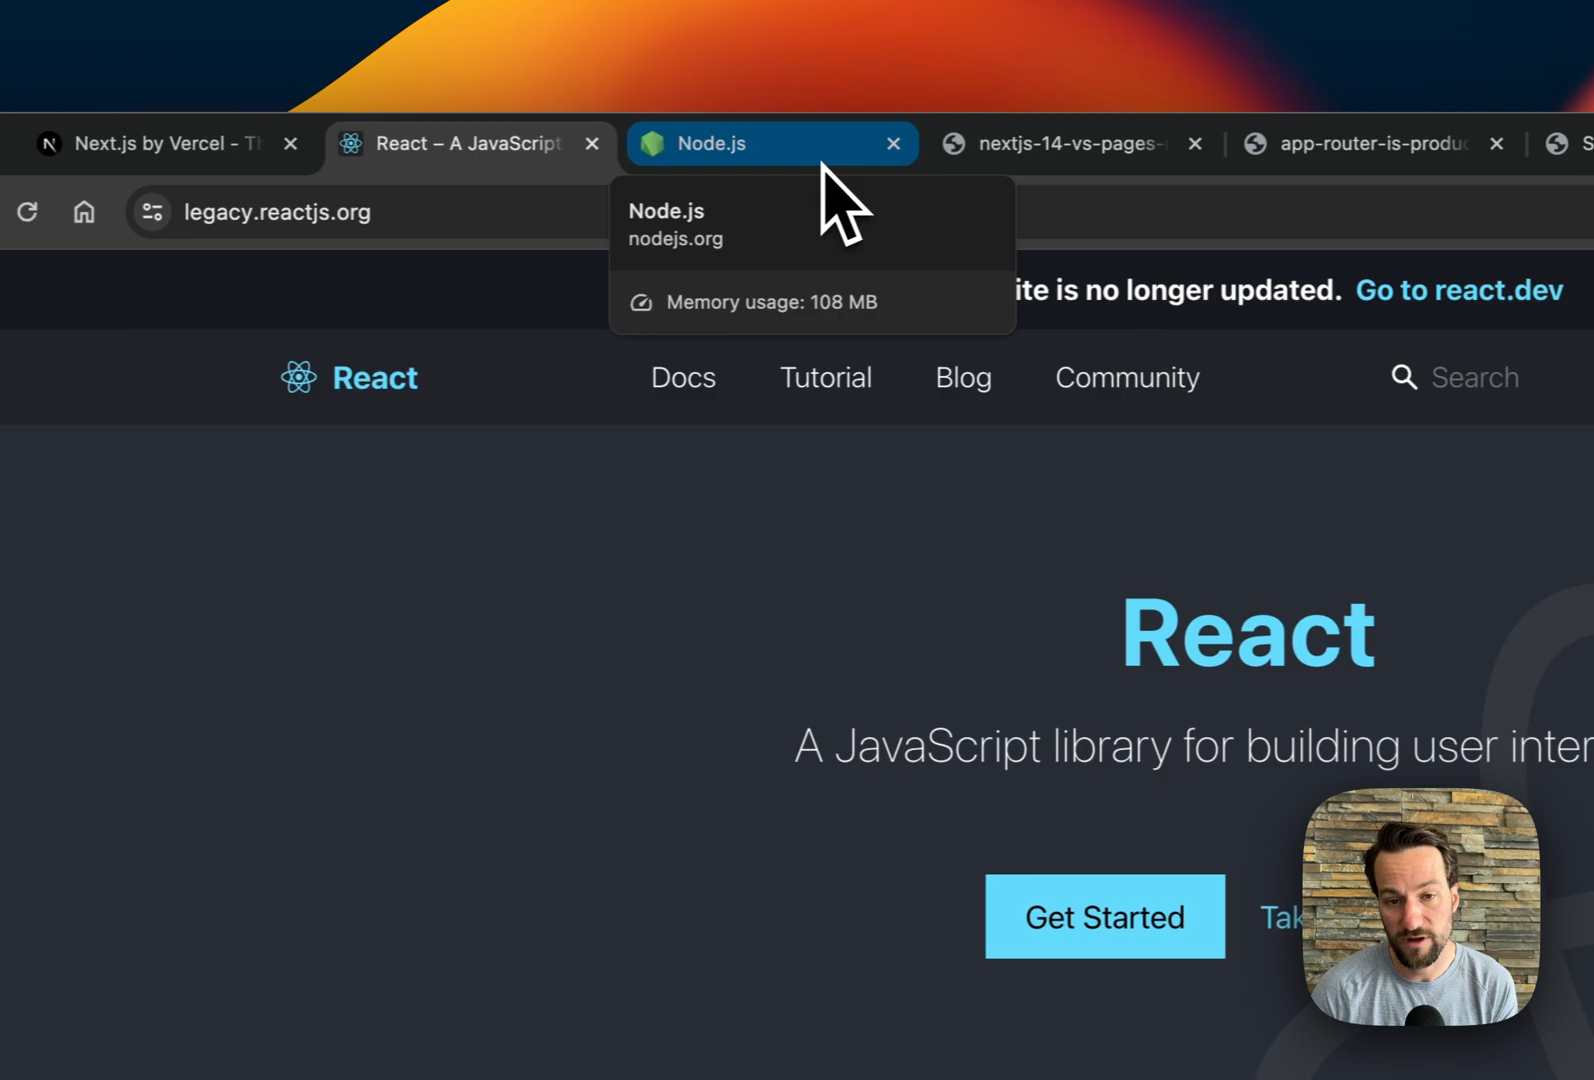 N Next.js by Vercel - Th
React – A JavaScript
Node.js
nextjs-14-vs-pages-
app-router-is-produc
S
legacy.reactjs.org
Node.js
nodejs.org
Memory usage: 108 MB
ite is no longer updated. Go to react.dev
React
Docs
Tutorial
Blog
Community
Search
React
A JavaScript library for building user inter
Get Started
Tak